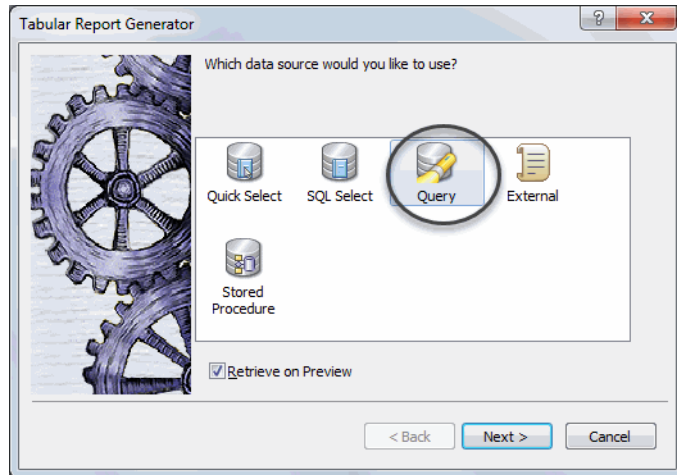 Tabular Report Generator
?
X
Which data source would you like to use?
Quick Select
SQL Select
Query
External
Stored
Procedure
Retrieve on Preview
< Back
Next >
Cancel